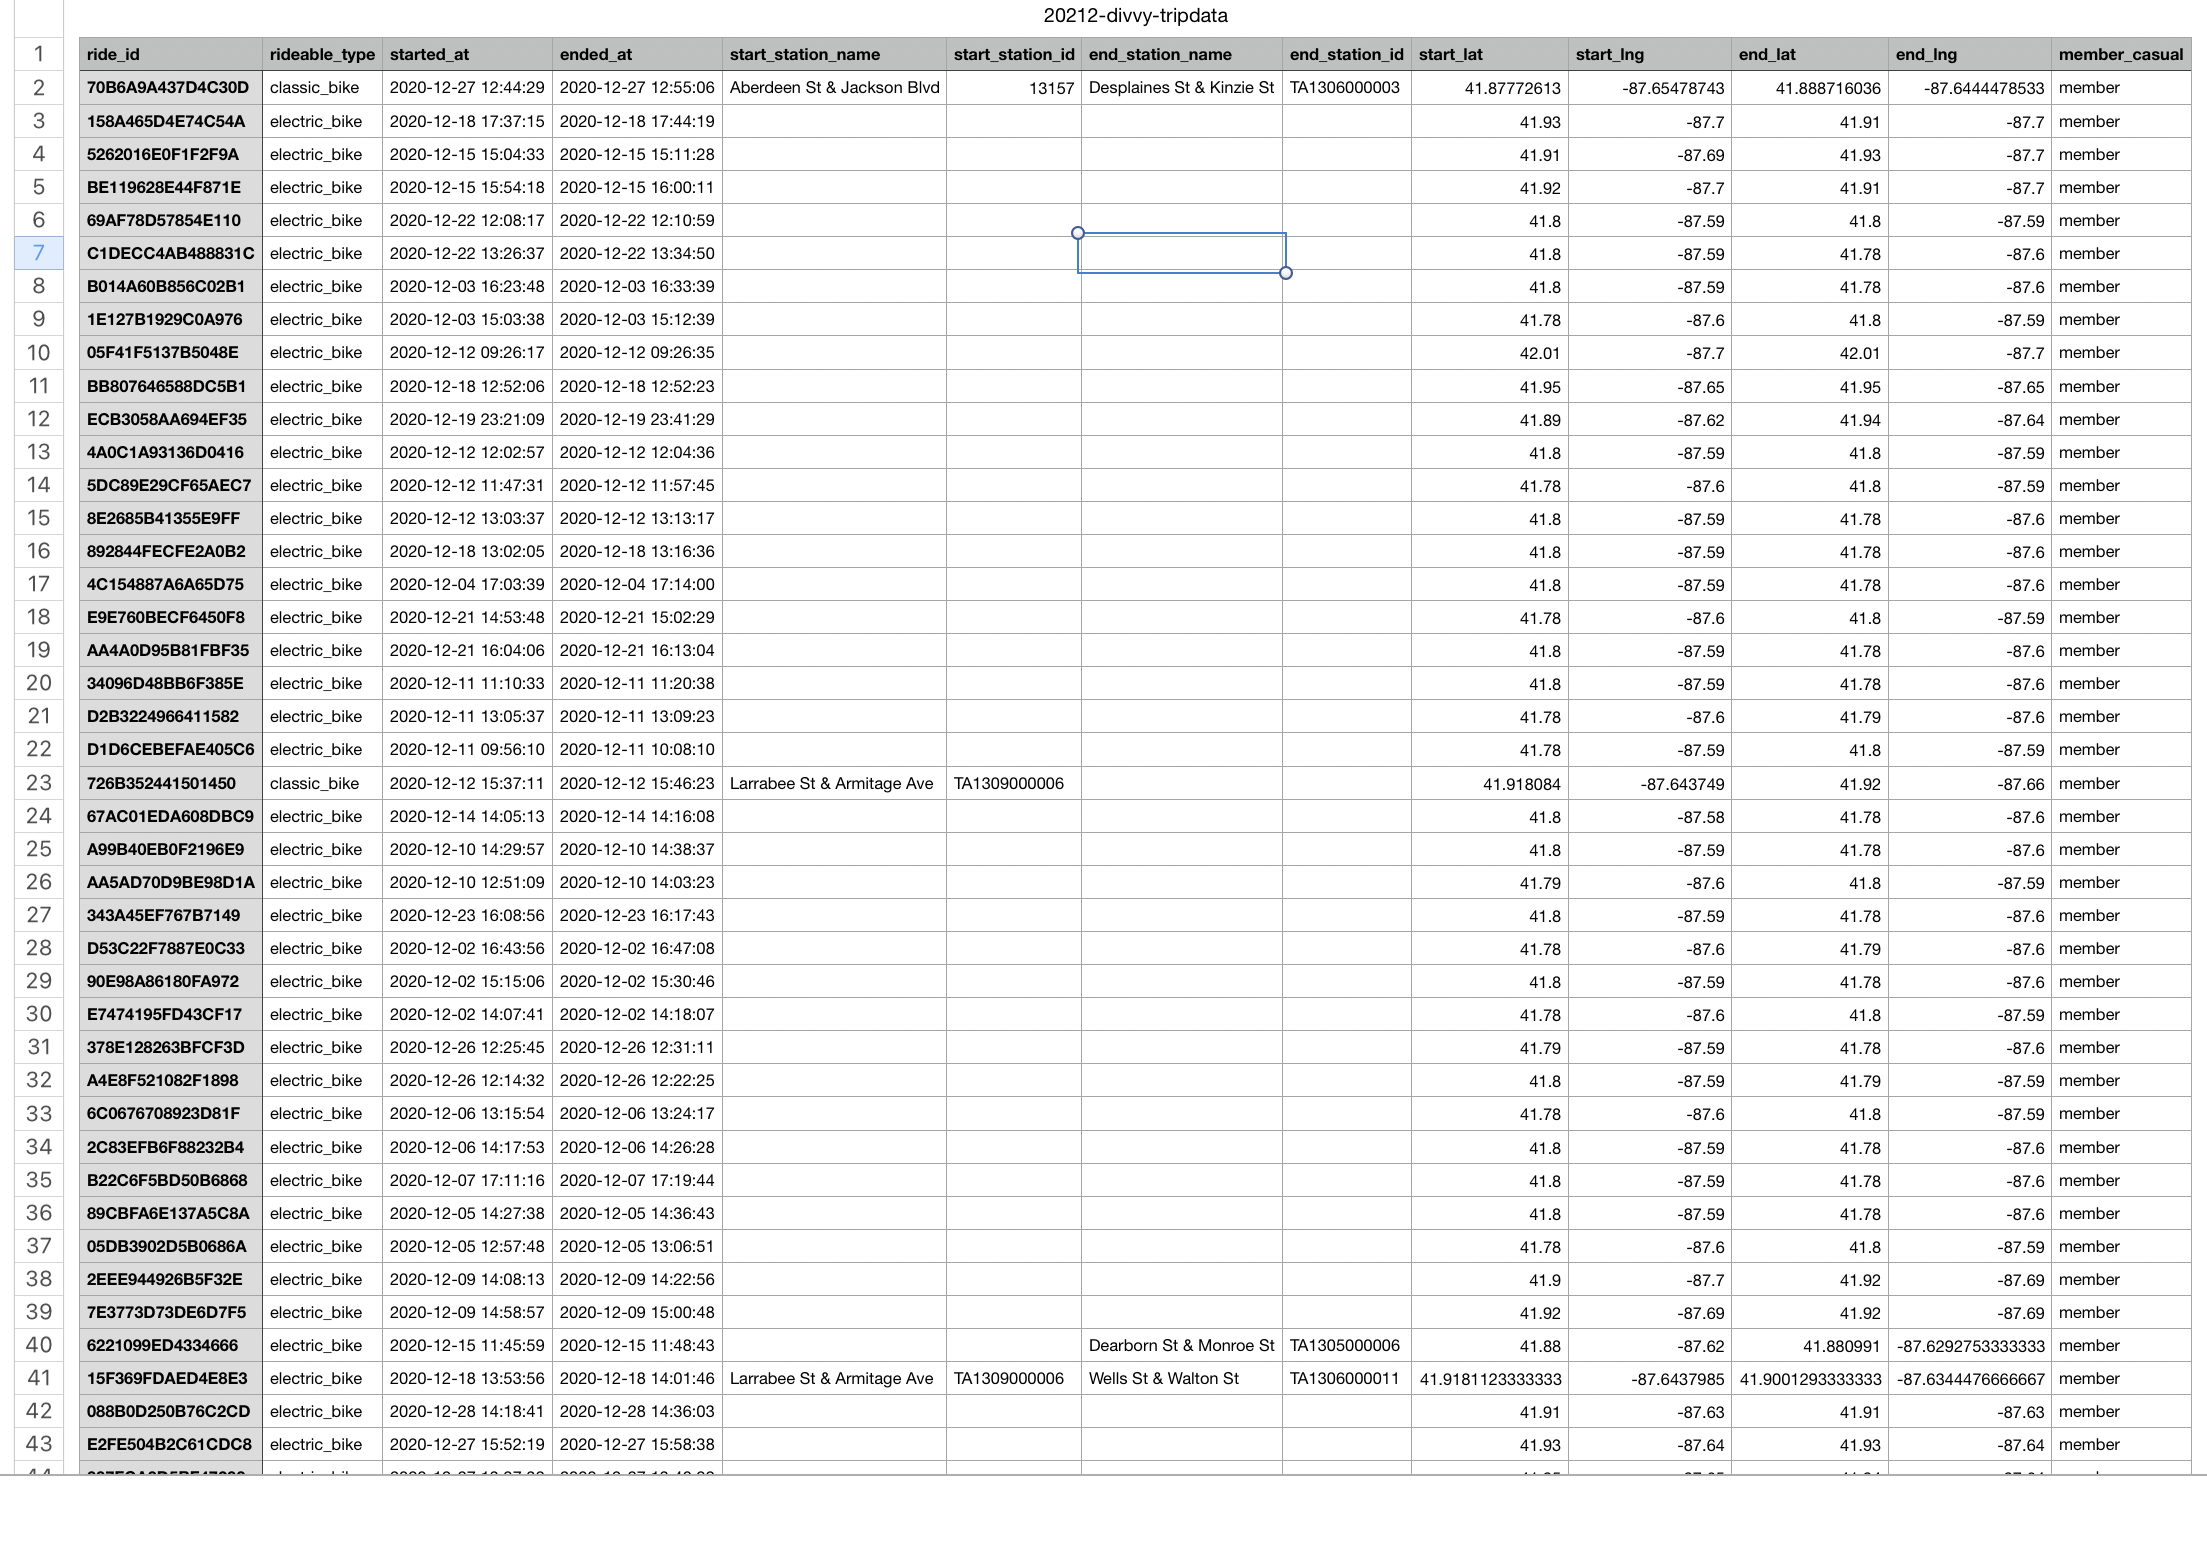 20212-divvy-tripdata
1 ride_id rideable_type started_at ended_at start_station_name start_station_id end_station_name end_station_id start_lat start_lng end_lat end_lng member_casual
2 70B6A9A437D4C30D classic_bike 2020-12-27 12:44:29 2020-12-27 12:55:06 Aberdeen St & Jackson Blvd 13157 Desplaines St & Kinzie St TA1306000003 41.87772613 -87.65478743 41.888716036 -87.6444478533 member
3 158A465D4E74C54A electric_bike 2020-12-18 17:37:15 2020-12-18 17:44:19 41.93 -87.7 41.91 -87.7 member
4 5262016E0F1F2F9A electric_bike 2020-12-15 15:04:33 2020-12-15 15:11:28 41.91 -87.69 41.93 -87.7 member
5 BE119628E44F871E electric_bike 2020-12-15 15:54:18 2020-12-15 16:00:11 41.92 -87.7 41.91 -87.7 member
6 69AF78D57854E110 electric_bike 2020-12-22 12:08:17 2020-12-22 12:10:59 41.8 -87.59 41.8 -87.59 member
7 C1DECC4AB488831C electric_bike 2020-12-22 13:26:37 2020-12-22 13:34:50 41.8 -87.59 41.78 -87.6 member
8 B014A60B856C02B1 electric_bike 2020-12-03 16:23:48 2020-12-03 16:33:39 41.8 -87.59 41.78 -87.6 member
9 1E127B1929C0A976 electric_bike 2020-12-03 15:03:38 2020-12-03 15:12:39 41.78 -87.6 41.8 -87.59 member
10 05F41F5137B5048E electric_bike 2020-12-12 09:26:17 2020-12-12 09:26:35 42.01 -87.7 42.01 -87.7 member
11 BB807646588DC5B1 electric_bike 2020-12-18 12:52:06 2020-12-18 12:52:23 41.95 -87.65 41.95 -87.65 member
12 ECB3058AA694EF35 electric_bike 2020-12-19 23:21:09 2020-12-19 23:41:29 41.89 -87.62 41.94 -87.64 member
13 4A0C1A93136D0416 electric_bike 2020-12-12 12:02:57 2020-12-12 12:04:36 41.8 -87.59 41.8 -87.59 member
14 5DC89E29CF65AEC7 electric_bike 2020-12-12 11:47:31 2020-12-12 11:57:45 41.78 -87.6 41.8 -87.59 member
15 8E2685B41355E9FF electric_bike 2020-12-12 13:03:37 2020-12-12 13:13:17 41.8 -87.59 41.78 -87.6 member
16 892844FECFE2A0B2 electric_bike 2020-12-18 13:02:05 2020-12-18 13:16:36 41.8 -87.59 41.78 -87.6 member
17 4C154887A6A65D75 electric_bike 2020-12-04 17:03:39 2020-12-04 17:14:00 41.8 -87.59 41.78 -87.6 member
18 E9E760BECF6450F8 electric_bike 2020-12-21 14:53:48 2020-12-21 15:02:29 41.78 -87.6 41.8 -87.59 member
19 AA4A0D95B81FBF35 electric_bike 2020-12-21 16:04:06 2020-12-21 16:13:04 41.8 -87.59 41.78 -87.6 member
20 34096D48BB6F385E electric_bike 2020-12-11 11:10:33 2020-12-11 11:20:38 41.8 -87.59 41.78 -87.6 member
21 D2B3224966411582 electric_bike 2020-12-11 13:05:37 2020-12-11 13:09:23 41.78 -87.6 41.79 -87.6 member
22 D1D6CEBEFAE405C6 electric_bike 2020-12-11 09:56:10 2020-12-11 10:08:10 41.78 -87.59 41.8 -87.59 member
23 726B352441501450 classic_bike 2020-12-12 15:37:11 2020-12-12 15:46:23 Larrabee St & Armitage Ave TA1309000006 41.918084 -87.643749 41.92 -87.66 member
24 67AC01EDA608DBC9 electric_bike 2020-12-14 14:05:13 2020-12-14 14:16:08 41.8 -87.58 41.78 -87.6 member
25 A99B40EB0F2196E9 electric_bike 2020-12-10 14:29:57 2020-12-10 14:38:37 41.8 -87.59 41.78 -87.6 member
26 AA5AD70D9BE98D1A electric_bike 2020-12-10 12:51:09 2020-12-10 14:03:23 41.79 -87.6 41.8 -87.59 member
27 343A45EF767B7149 electric_bike 2020-12-23 16:08:56 2020-12-23 16:17:43 41.8 -87.59 41.78 -87.6 member
28 D53C22F7887E0C33 electric_bike 2020-12-02 16:43:56 2020-12-02 16:47:08 41.78 -87.6 41.79 -87.6 member
29 90E98A86180FA972 electric_bike 2020-12-02 15:15:06 2020-12-02 15:30:46 41.8 -87.59 41.78 -87.6 member
30 E7474195FD43CF17 electric_bike 2020-12-02 14:07:41 2020-12-02 14:18:07 41.78 -87.6 41.8 -87.59 member
31 378E128263BFCF3D electric_bike 2020-12-26 12:25:45 2020-12-26 12:31:11 41.79 -87.59 41.78 -87.6 member
32 A4E8F521082F1898 electric_bike 2020-12-26 12:14:32 2020-12-26 12:22:25 41.8 -87.59 41.79 -87.59 member
33 6C0676708923D81F electric_bike 2020-12-06 13:15:54 2020-12-06 13:24:17 41.78 -87.6 41.8 -87.59 member
34 2C83EFB6F88232B4 electric_bike 2020-12-06 14:17:53 2020-12-06 14:26:28 41.8 -87.59 41.78 -87.6 member
35 B22C6F5BD50B6868 electric_bike 2020-12-07 17:11:16 2020-12-07 17:19:44 41.8 -87.59 41.78 -87.6 member
36 89CBFA6E137A5C8A electric_bike 2020-12-05 14:27:38 2020-12-05 14:36:43 41.8 -87.59 41.78 -87.6 member
37 05DB3902D5B0686A electric_bike 2020-12-05 12:57:48 2020-12-05 13:06:51 41.78 -87.6 41.8 -87.59 member
38 2EEE944926B5F32E electric_bike 2020-12-09 14:08:13 2020-12-09 14:22:56 41.9 -87.7 41.92 -87.69 member
39 7E3773D73DE6D7F5 electric_bike 2020-12-09 14:58:57 2020-12-09 15:00:48 41.92 -87.69 41.92 -87.69 member
40 6221099ED4334666 electric_bike 2020-12-15 11:45:59 2020-12-15 11:48:43 Dearborn St & Monroe St TA1305000006 41.88 -87.62 41.880991 -87.6292753333333 member
41 15F369FDAED4E8E3 electric_bike 2020-12-18 13:53:56 2020-12-18 14:01:46 Larrabee St & Armitage Ave TA1309000006 Wells St & Walton St TA1306000011 41.9181123333333 -87.6437985 41.9001293333333 -87.6344476666667 member
42 088B0D250B76C2CD electric_bike 2020-12-28 14:18:41 2020-12-28 14:36:03 41.91 -87.63 41.91 -87.63 member
43 E2FE504B2C61CDC8 electric_bike 2020-12-27 15:52:19 2020-12-27 15:58:38 41.93 -87.64 41.93 -87.64 member